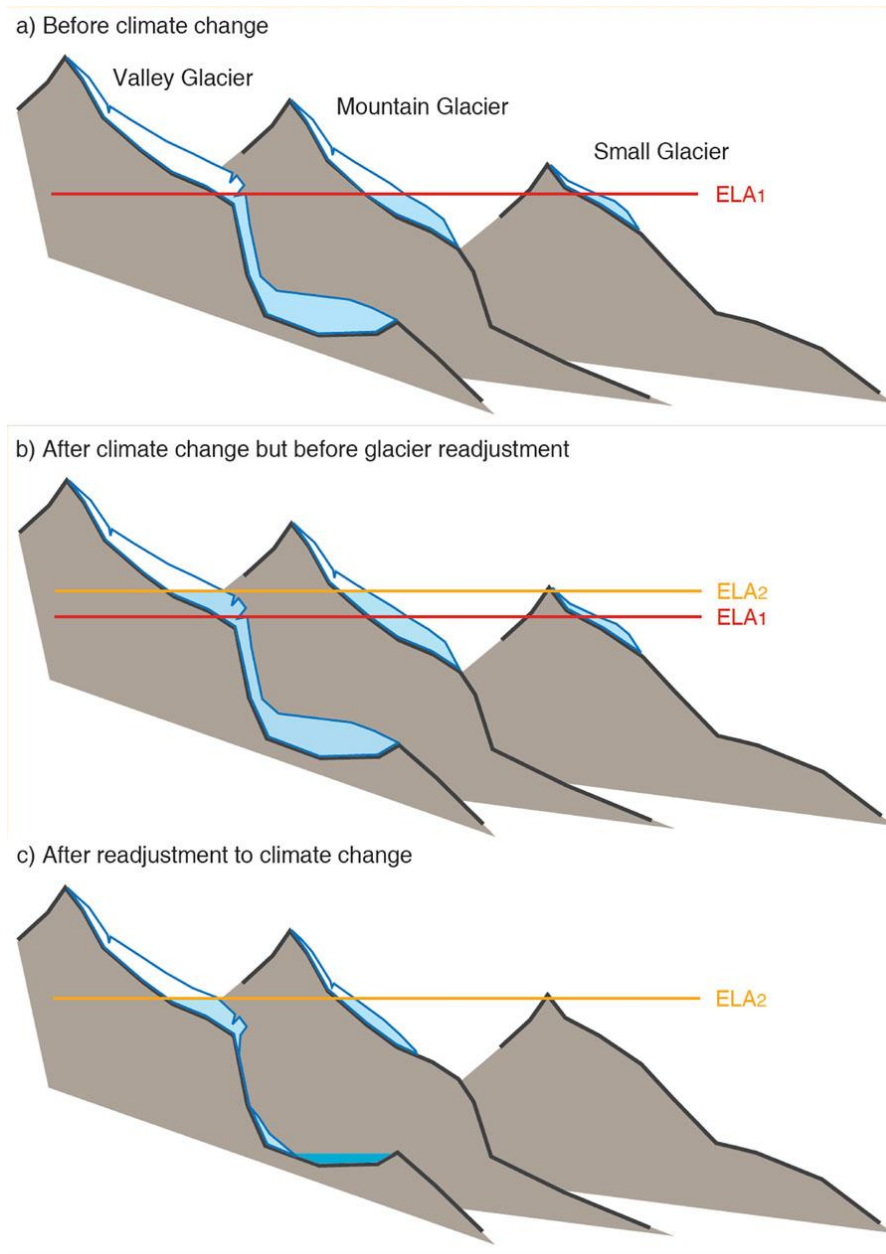 a) Before climate change
Valley Glacier
Mountain Glacier
Small Glacier
ELA1
b) After climate change but before glacier readjustment
ELA2
ELA1
c) After readjustment to climate change
ELA2